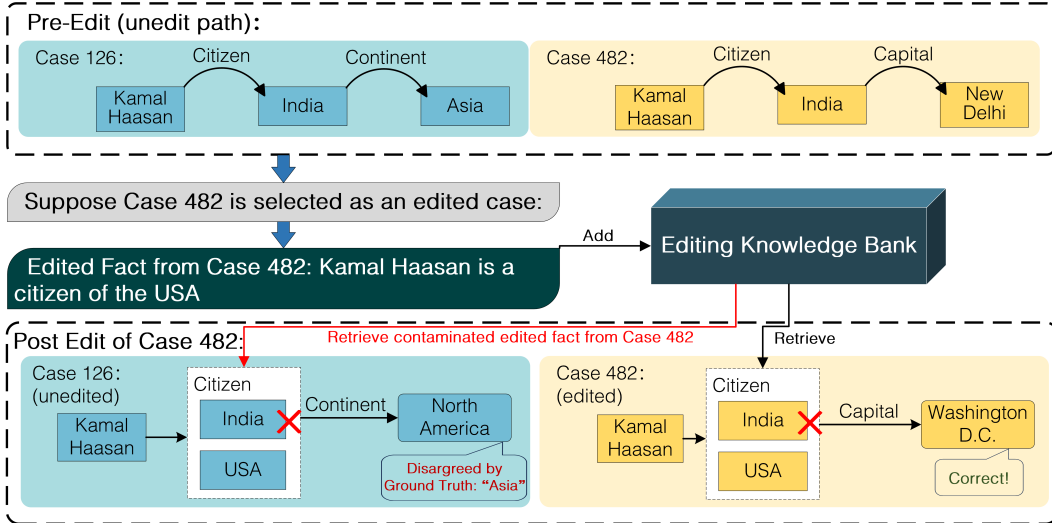 Pre-Edit (unedit path):
Case 126:
Citizen
Continent
Kamal
Haasan
India
Asia
Case 482:
Citizen
Capital
Kamal
Haasan
India
New
Delhi
Suppose Case 482 is selected as an edited case:
Edited Fact from Case 482: Kamal Haasan is a
citizen of the USA
Add
Editing Knowledge Bank
Post Edit of Case 482:
Retrieve contaminated edited fact from Case 482
Retrieve
Case 126:
(unedited)
Kamal
Haasan
Citizen
India
USA
Continent
North
America
Disargreed by
Ground Truth: “Asia”
Case 482:
(edited)
Kamal
Haasan
Citizen
India
USA
Capital
Washington
D.C.
Correct!